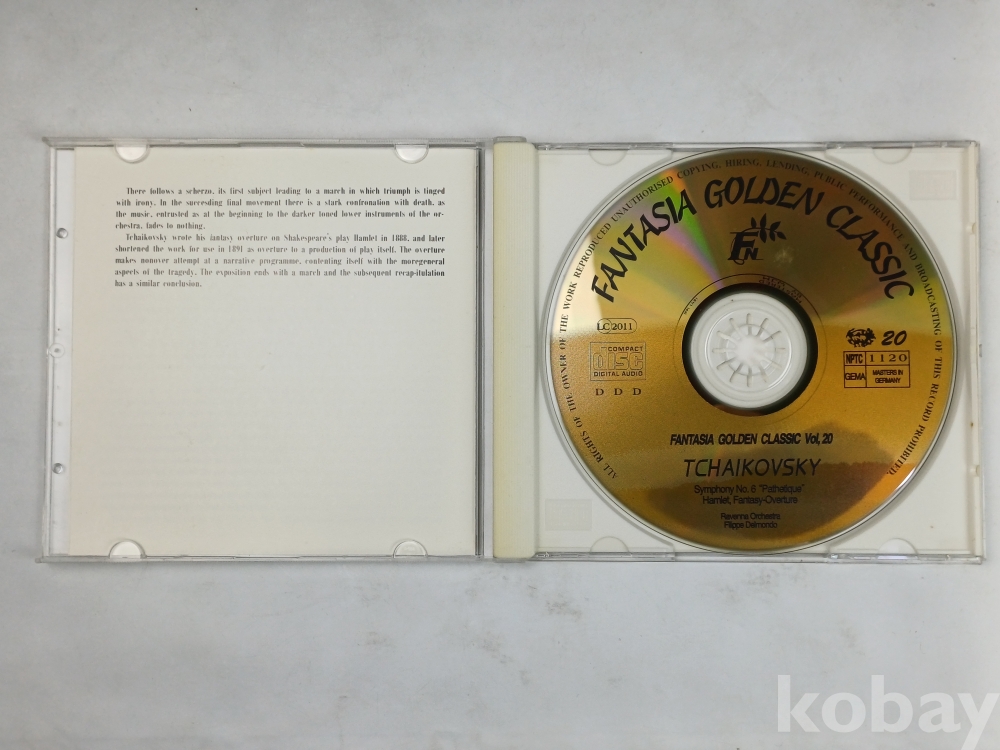 There follows a scherzo, its first subject leading to a march in which triumph is tinged
with irony. In the succesding final movement there is a stark confronation with death, as
the music, entrusted as at the beginning to the darker toned lower instruments of the or-
chestra, fades to nothing.
Tchaikovsky wrote his fantasy overture on Shakespeare's play Hamlet in 1888, and later
shortened the work for use in 1891 as overture to a production of play itself. The overture
makes nonover attempt at a narrative programme, contenting itself with the moregeneral
aspects of the tragedy. The exposition ends with a march and the subsequent recap-itulation
has a similar conclusion.
ALL RIGHTS OF THE OWNER OF THE WORK REPRODUCED UNAUTHORISED COPYING, HIRING, LENDING, PUBLIC PERFORMANCE AND BROADCASTING OF THIS RECORD PROHIBITED.
FANTASIA GOLDEN CLASSIC
FN
LC 2011
COMPACT
disc
DIGITAL AUDIO
D D D
20
NPTC 1120
GEMA MASTERS IN
GERMANY
FANTASIA GOLDEN CLASSIC Vol, 20
TCHAIKOVSKY
Symphony No. 6 "Pathetique"
Hamlet, Fantasy-Overture
Ravenna Orchestra
Filippe Delmondo
kobay